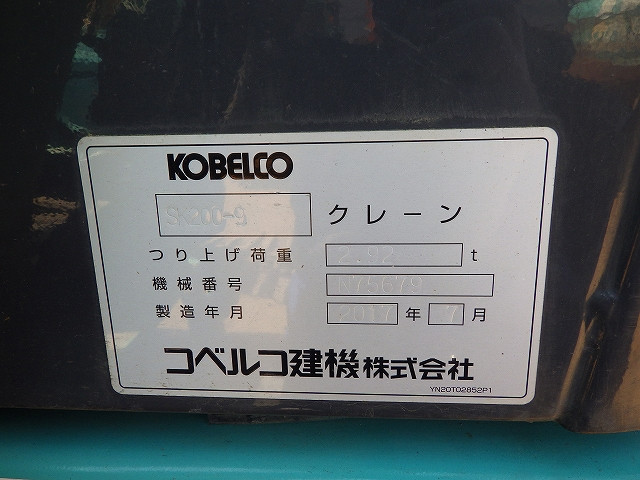 KOBELCO
SK200-9 クレーン
つり上げ荷重 2.92 t
機械番号
製造年月 2017 年 7 月
コベルコ建機株式会社
YN20T02852P1